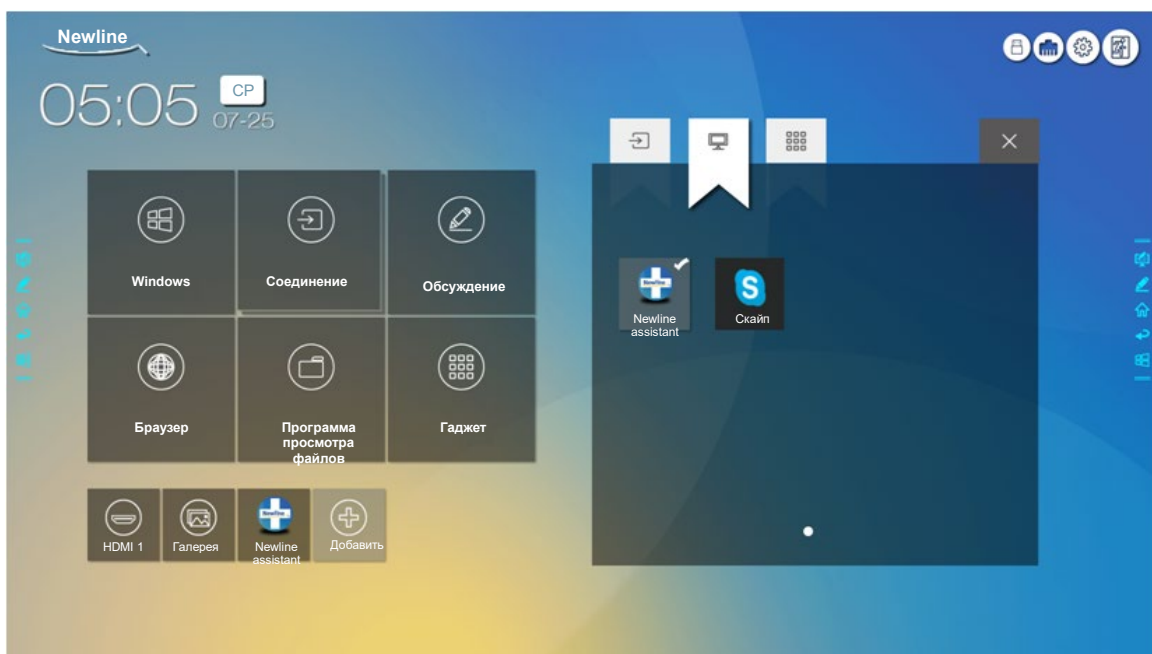 Newline
05:05
СР
07-25
Windows
Соединение
Обсуждение
Браузер
Программа
просмотра
файлов
Гаджет
HDMI 1
Галерея
Newline
assistant
Добавить
Newline
assistant
Скайп